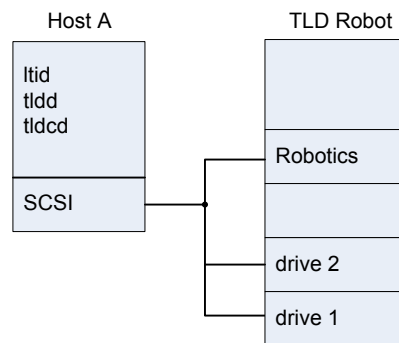 Host A
ltid
tldd
tldcd
SCSI
TLD Robot
Robotics
drive 2
drive 1